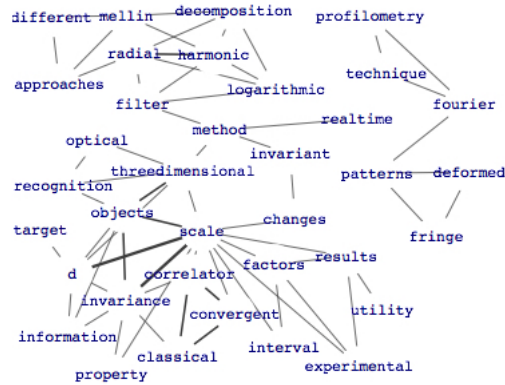 different mellin decomposition profilometry
radial harmonic
technique
approaches
logarithmic
filter fourier
realtime
method
optical
invariant
threedimensional patterns deformed
recognition
objects
changes
target scale
fringe
results
factors
d correlator
invariance
utility
convergent
information
interval
classical
experimental
property